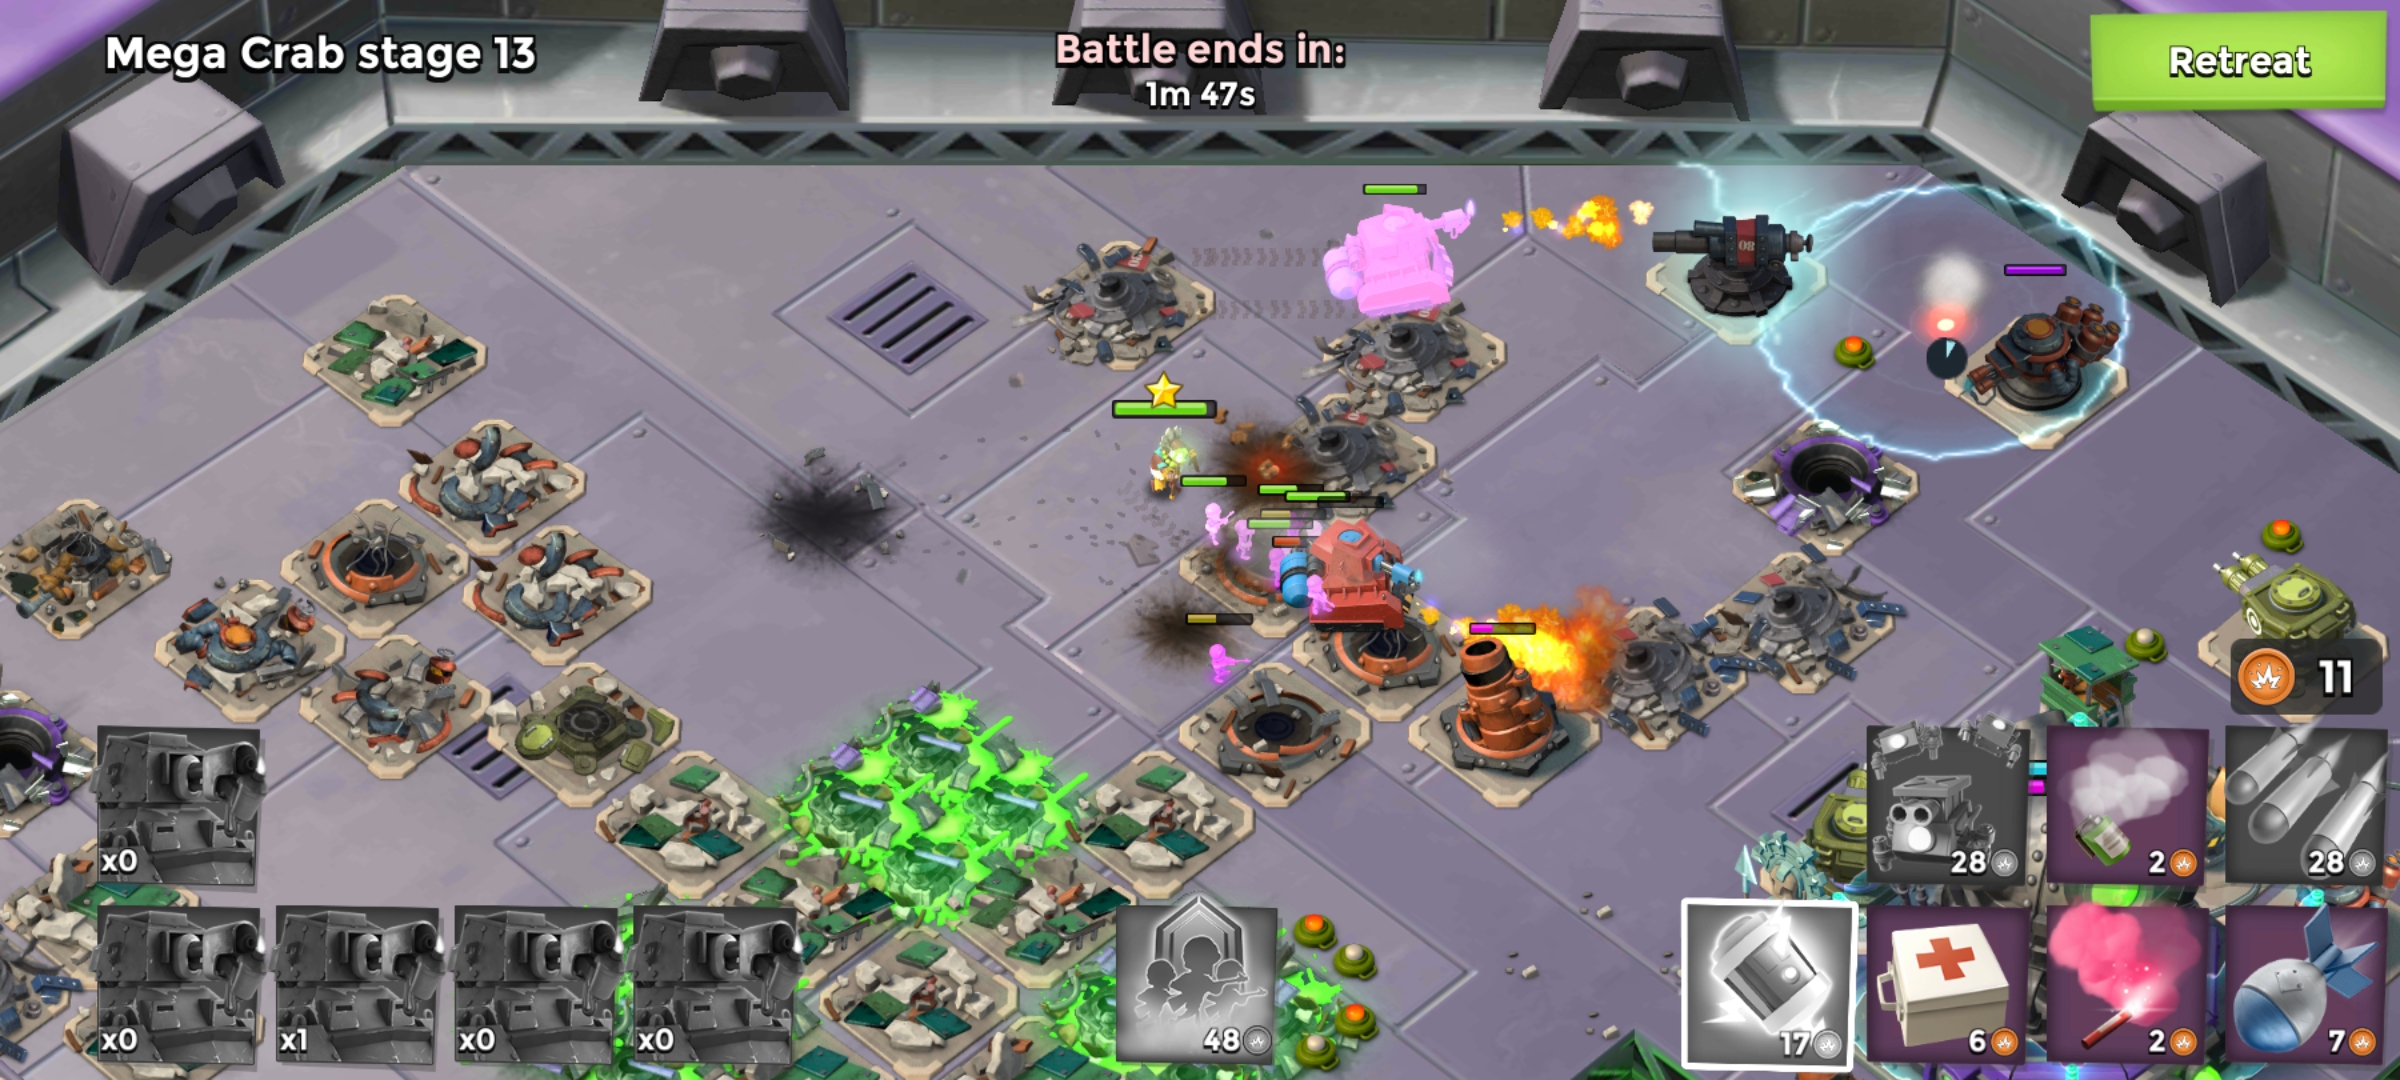 Mega Crab stage 13
Battle ends in:
1m 47s
Retreat
08
11
x0
28
2
28
x0
x1
x0
x0
48
17
6
2
7